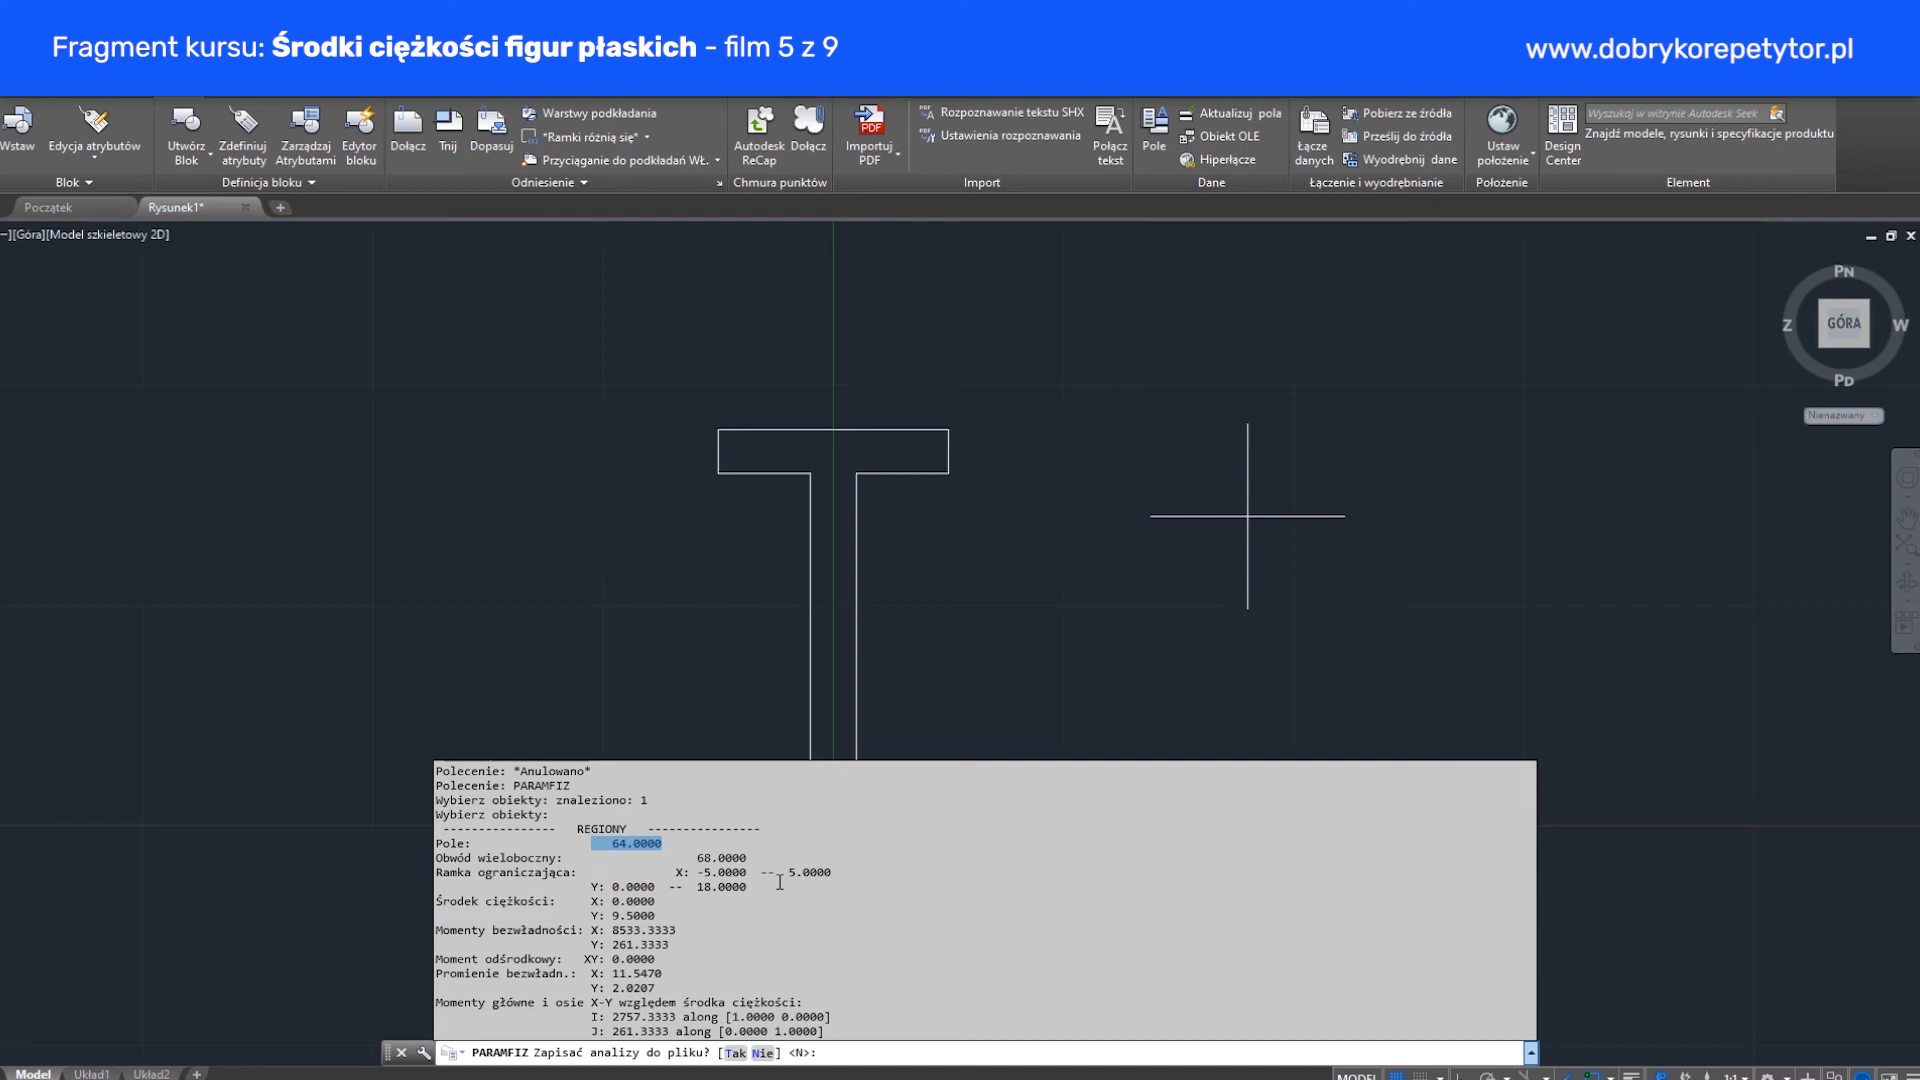 Fragment kursu: Środki ciężkości figur płaskich - film 5 z 9
www.dobrykorepetytor.pl
Wstaw
Edycja atrybutów
Utwórz Blok
Zdefiniuj atrybuty
Zarządzaj Atrybutami
Edytor bloku
Dołącz
Tnij
Dopasuj
Warstwy podkładania
*Ramki różnią się*
Przyciąganie do podkładań WŁ.
Autodesk ReCap
Dołącz
Importuj PDF
Rozpoznawanie tekstu SHX
Ustawienia rozpoznawania
Połącz tekst
Pole
Aktualizuj pola
Obiekt OLE
Hiperłącze
Łącze danych
Pobierz ze źródła
Prześlij do źródła
Wyodrębnij dane
Ustaw położenie
Design Center
Wyszukaj w witrynie Autodesk Seek
Znajdź modele, rysunki i specyfikacje produktu
Blok
Definicja bloku
Odniesienie
Chmura punktów
Import
Dane
Łączenie i wyodrębnianie
Położenie
Element
Początek
Rysunek1*
−][Góra][Model szkieletowy 2D]
PN
Z
GÓRA
W
PD
Nienazwany
Polecenie: *Anulowano*
Polecenie: PARAMFIZ
Wybierz obiekty: znaleziono: 1
Wybierz obiekty:
---------------- REGIONY ----------------
Pole: 64.0000
Obwód wieloboczny: 68.0000
Ramka ograniczająca: X: -5.0000 -- 5.0000
Y: 0.0000 -- 18.0000
Środek ciężkości: X: 0.0000
Y: 9.5000
Momenty bezwładności: X: 8533.3333
Y: 261.3333
Moment odśrodkowy: XY: 0.0000
Promienie bezwładn.: X: 11.5470
Y: 2.0207
Momenty główne i osie X-Y względem środka ciężkości:
I: 2757.3333 along [1.0000 0.0000]
J: 261.3333 along [0.0000 1.0000]
PARAMFIZ Zapisać analizy do pliku? [Tak Nie] <N>:
Model
Układ1
Układ2
MODEL
1:1